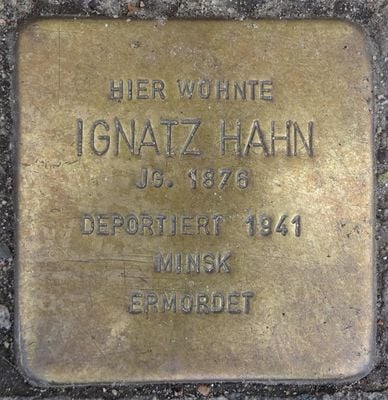 HIER WOHNTE
IGNATZ HAHN
JG. 1876
DEPORTIERT 1941
MINSK
ERMORDET